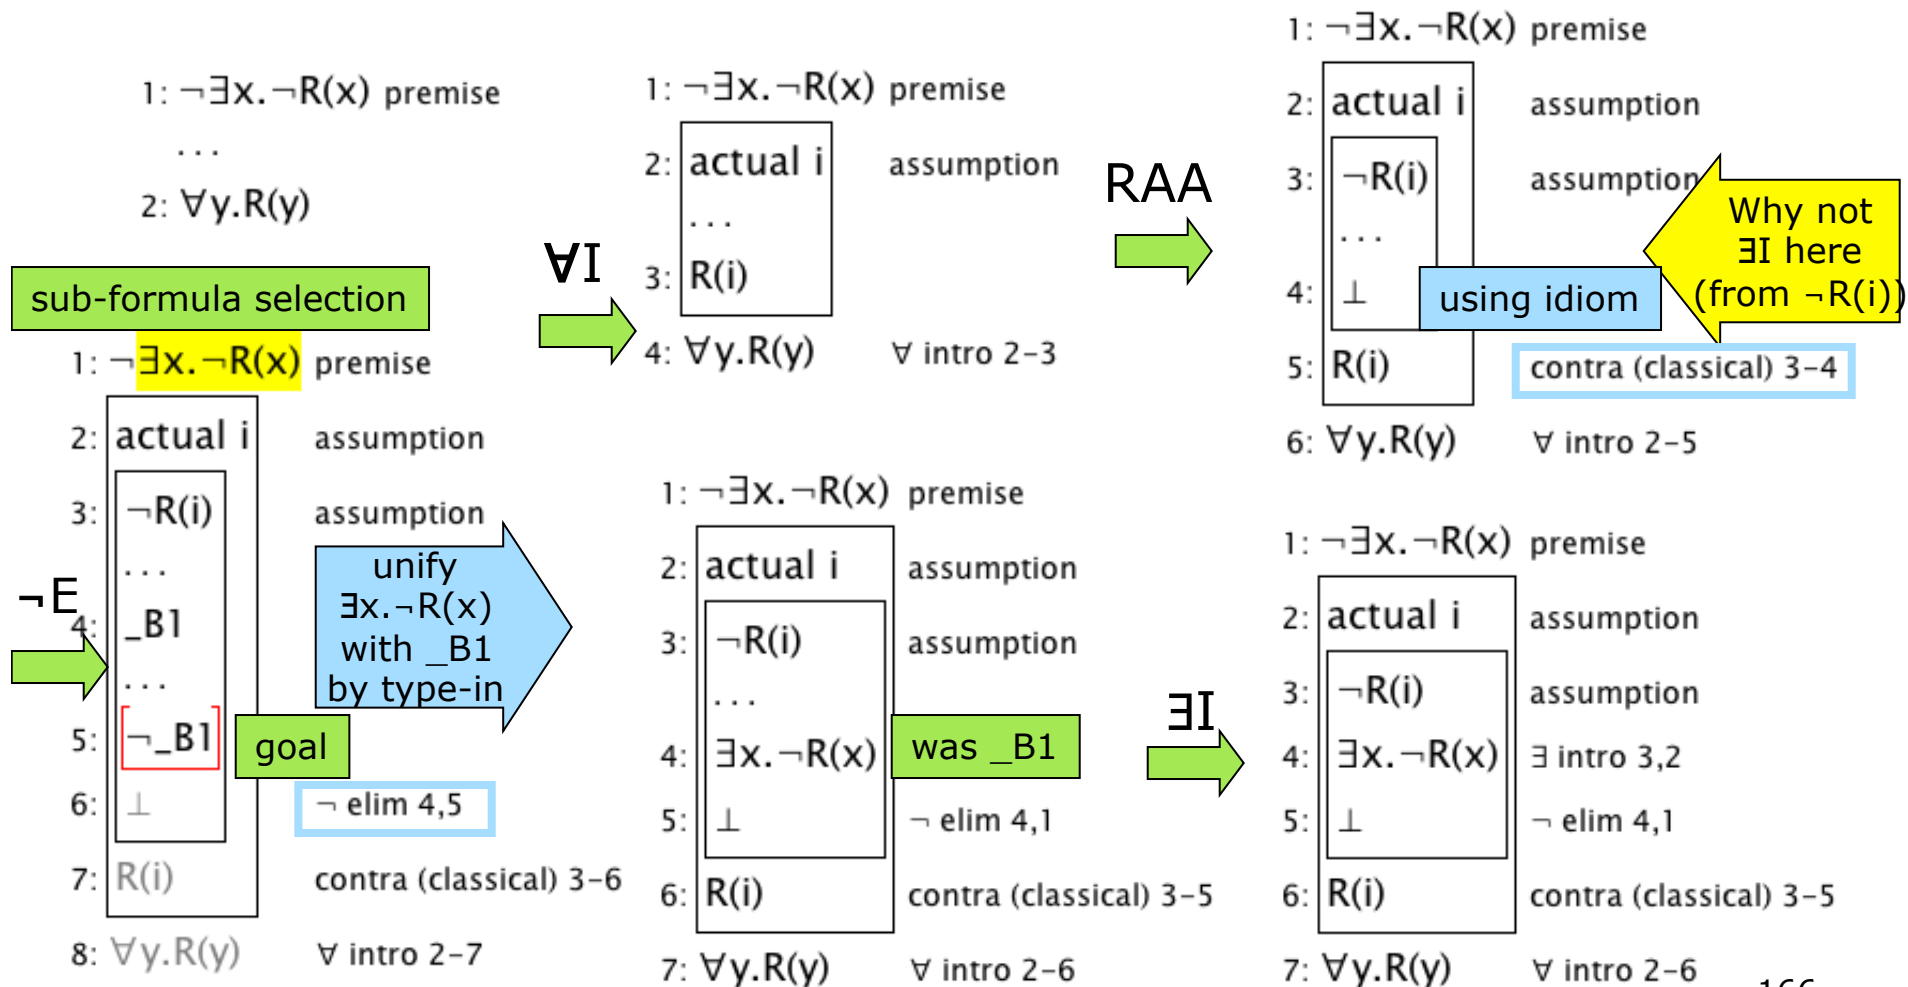 1: ¬∃x.¬R(x) premise
...
2: ∀y.R(y)
∀I
1: ¬∃x.¬R(x) premise
2: actual i assumption
...
3: R(i)
4: ∀y.R(y) ∀ intro 2-3
RAA
1: ¬∃x.¬R(x) premise
2: actual i assumption
3: ¬R(i) assumption
...
4: ⊥
5: R(i) contra (classical) 3-4
6: ∀y.R(y) ∀ intro 2-5
using idiom
Why not
∃I here
(from ¬R(i))
sub-formula selection
¬E
1: ¬∃x.¬R(x) premise
2: actual i assumption
3: ¬R(i) assumption
...
4: _B1
...
5: ¬_B1
goal
6: ⊥ ¬ elim 4,5
7: R(i) contra (classical) 3-6
8: ∀y.R(y) ∀ intro 2-7
unify
∃x.¬R(x)
with _B1
by type-in
1: ¬∃x.¬R(x) premise
2: actual i assumption
3: ¬R(i) assumption
...
4: ∃x.¬R(x)
was _B1
5: ⊥ ¬ elim 4,1
6: R(i) contra (classical) 3-5
7: ∀y.R(y) ∀ intro 2-6
∃I
1: ¬∃x.¬R(x) premise
2: actual i assumption
3: ¬R(i) assumption
4: ∃x.¬R(x) ∃ intro 3,2
5: ⊥ ¬ elim 4,1
6: R(i) contra (classical) 3-5
7: ∀y.R(y) ∀ intro 2-6